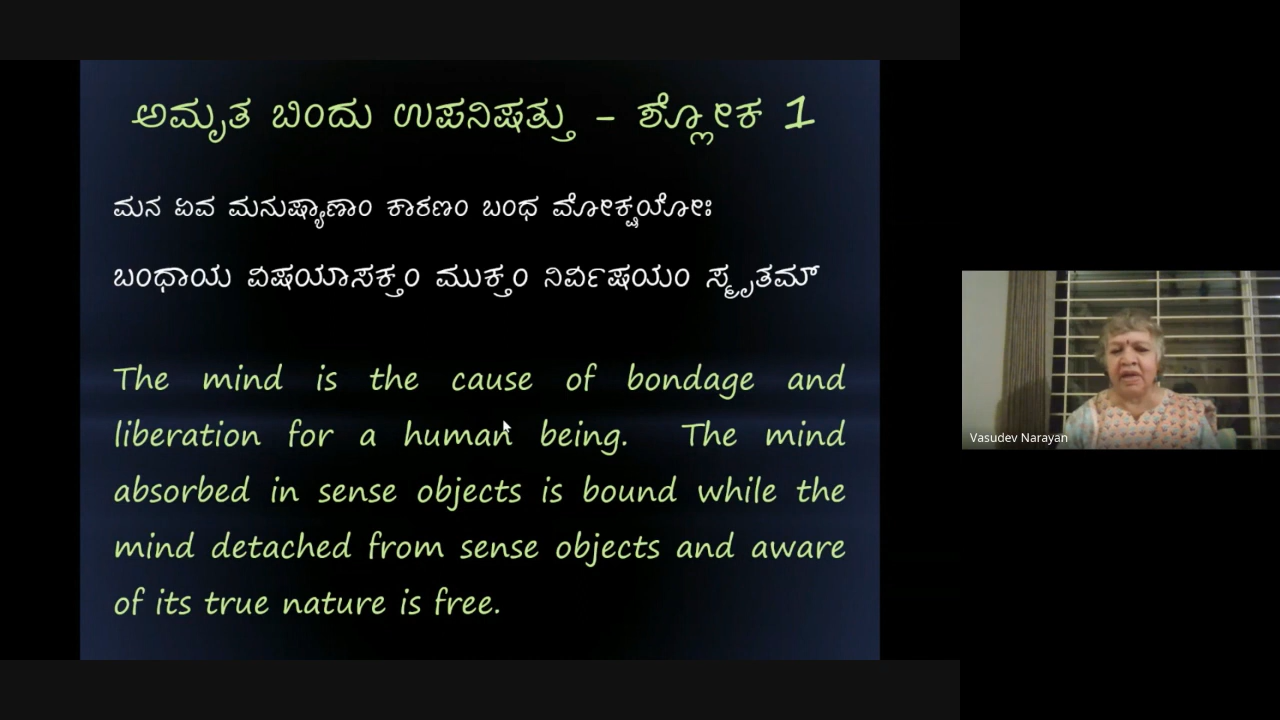 ಅಮೃತ ಬಿಂದು ಉಪನಿಷತ್ತು - ಶ್ಲೋಕ 1
ಮನ ಏವ ಮನುಷ್ಯಾಣಾಂ ಕಾರಣಂ ಬಂಧ ಮೋಕ್ಷಯೋಃ
ಬಂಧಾಯ ವಿಷಯಾಸಕ್ತಂ ಮುಕ್ತಂ ನಿರ್ವಿಷಯಂ ಸ್ಮೃತಮ್
The mind is the cause of bondage and
liberation for a human being. The mind
absorbed in sense objects is bound while the
mind detached from sense objects and aware
of its true nature is free.
Vasudev Narayan